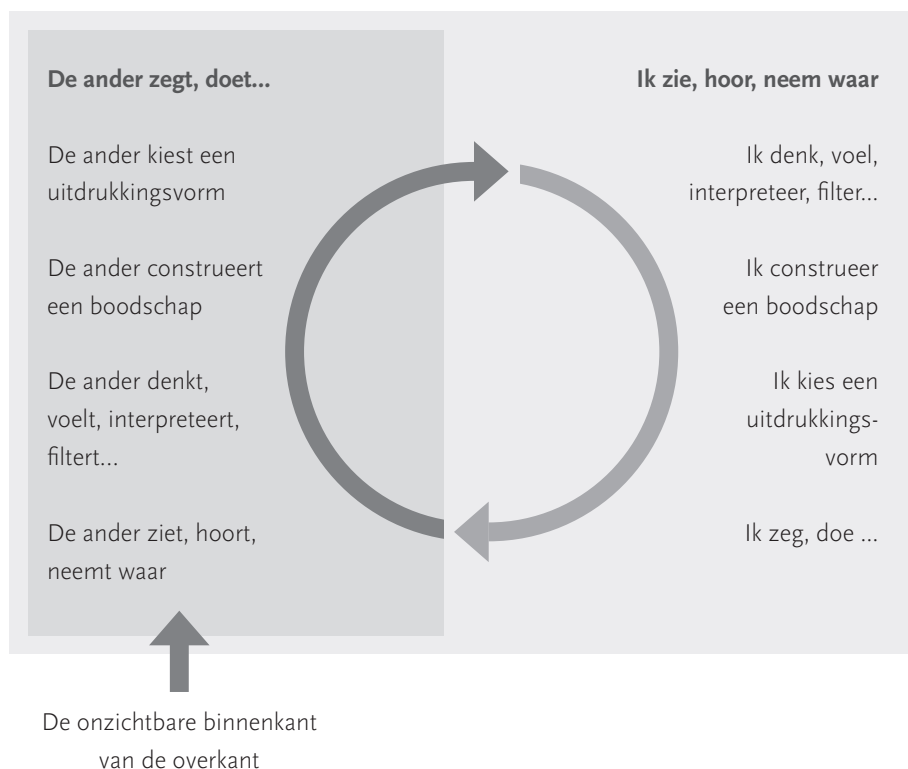 De ander zegt, doet...
De ander kiest een
uitdrukkingsvorm
De ander construeert
een boodschap
De ander denkt,
voelt, interpreteert,
filtert...
De ander ziet, hoort,
neemt waar
Ik zie, hoor, neem waar
Ik denk, voel,
interpreteer, filter...
Ik construeer
een boodschap
Ik kies een
uitdrukkings-
vorm
Ik zeg, doe ...
De onzichtbare binnenkant
van de overkant